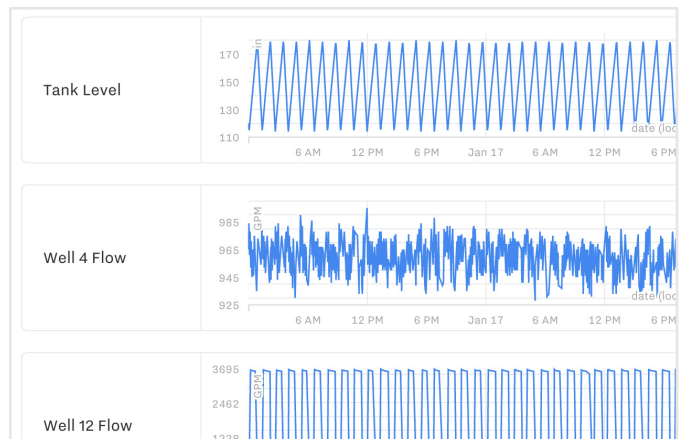 in
170
150
130
110
Tank Level
date (loc
6 AM 12 PM 6 PM Jan 17 6 AM 12 PM 6 PM
GPM
985
965
945
925
Well 4 Flow
date (loc
6 AM 12 PM 6 PM Jan 17 6 AM 12 PM 6 PM
GPM
3695
2462
1228
Well 12 Flow